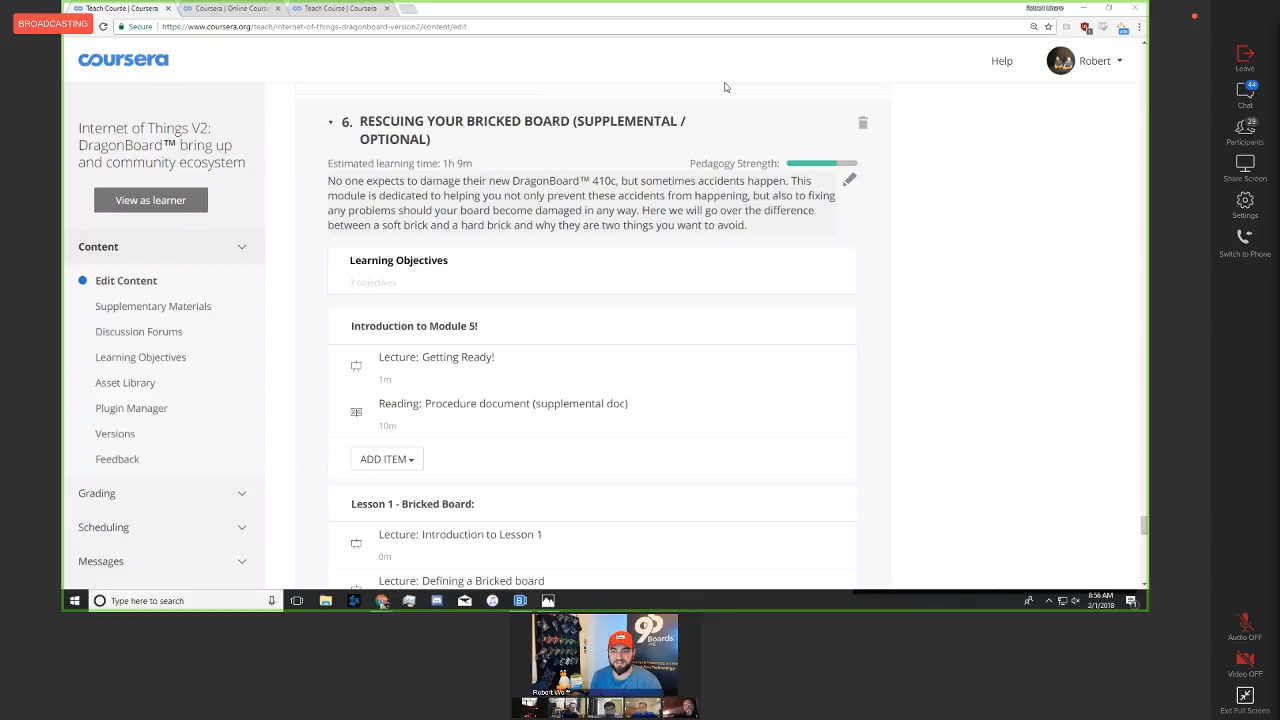 BROADCASTING
Teach Course | Coursera
Coursera | Online Course
Teach Course | Coursera
Secure
https://www.coursera.org/teach/internet-of-things-dragonboard-version2/content/edit
coursera
Help
Robert
Internet of Things V2:
DragonBoard™ bring up
and community ecosystem
View as learner
Content
Edit Content
Supplementary Materials
Discussion Forums
Learning Objectives
Asset Library
Plugin Manager
Versions
Feedback
Grading
Scheduling
Messages
6. RESCUING YOUR BRICKED BOARD (SUPPLEMENTAL /
OPTIONAL)
Estimated learning time: 1h 9m
Pedagogy Strength:
No one expects to damage their new DragonBoard™ 410c, but sometimes accidents happen. This
module is dedicated to helping you not only prevent these accidents from happening, but also to fixing
any problems should your board become damaged in any way. Here we will go over the difference
between a soft brick and a hard brick and why they are two things you want to avoid.
Learning Objectives
3 objectives
Introduction to Module 5!
Lecture: Getting Ready!
1m
Reading: Procedure document (supplemental doc)
10m
ADD ITEM
Lesson 1 - Bricked Board:
Lecture: Introduction to Lesson 1
0m
Lecture: Defining a Bricked board
Type here to search
8:56 AM
2/1/2018
Boards
Robert Wolff
Leave
44
Chat
29
Participants
Share Screen
Settings
Switch to Phone
Audio OFF
Video OFF
Exit Full Screen